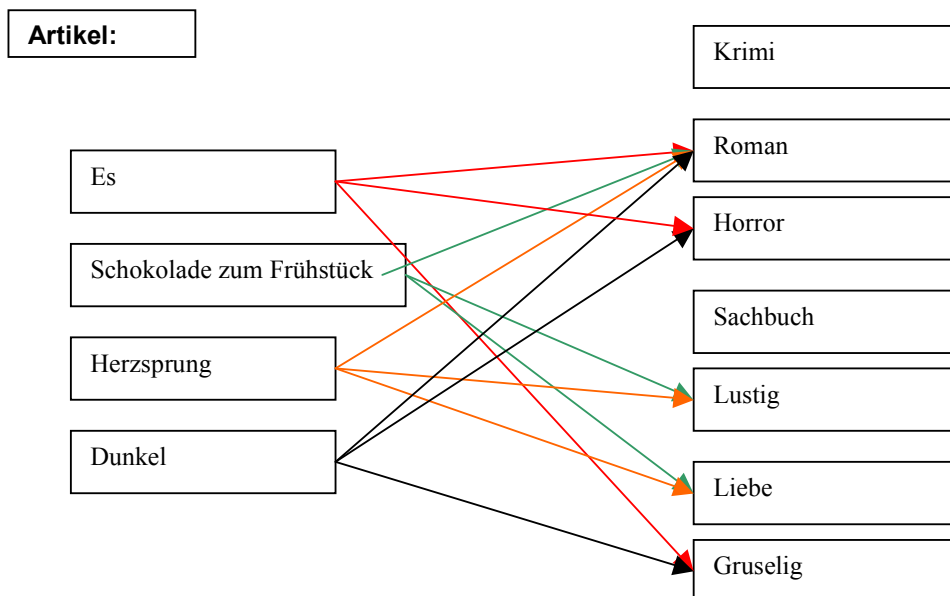 Artikel:
Es
Schokolade zum Frühstück
Herzsprung
Dunkel
Krimi
Roman
Horror
Sachbuch
Lustig
Liebe
Gruselig